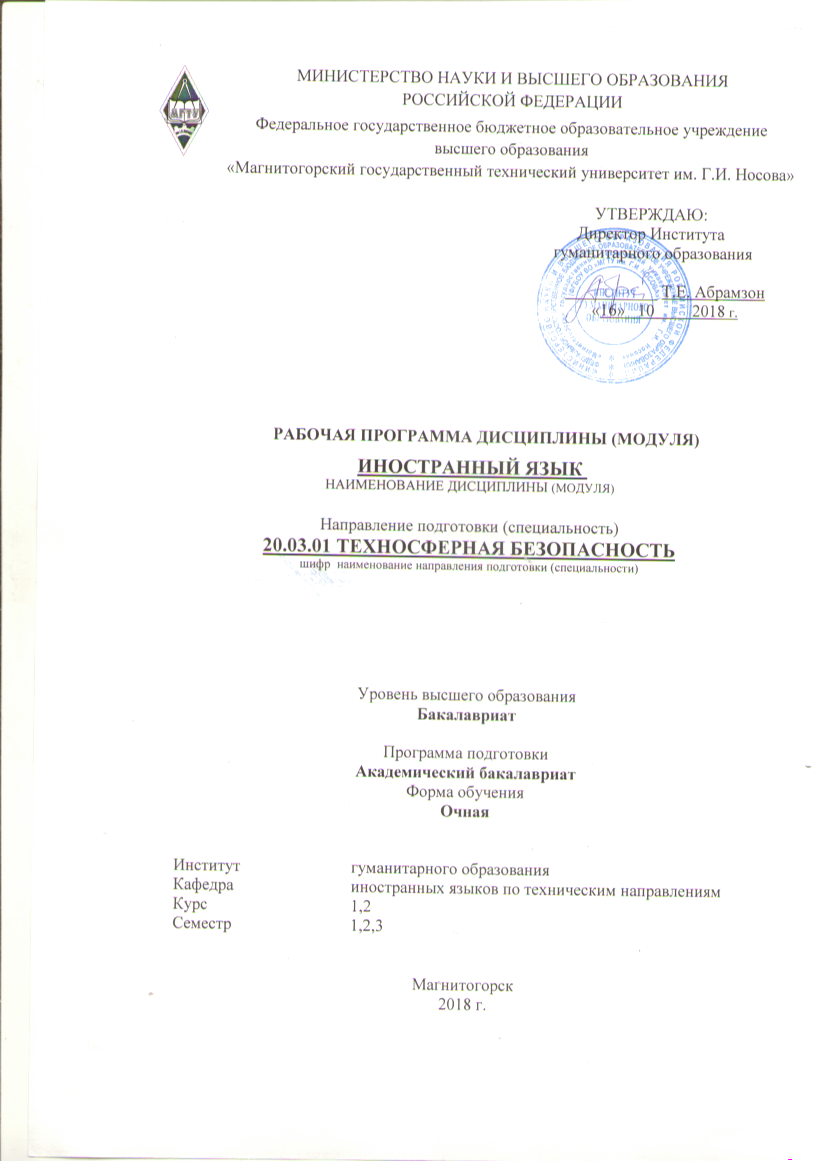 МИНИСТЕРСТВО НАУКИ И ВЫСШЕГО ОБРАЗОВАНИЯ
РОССИЙСКОЙ ФЕДЕРАЦИИ
Федеральное государственное бюджетное образовательное учреждение
высшего образования
«Магнитогорский государственный технический университет им. Г.И. Носова»
МГТУ
УТВЕРЖДАЮ:
Директор Института
гуманитарного образования
Т.Е. Абрамзон
«16» 10 2018 г.
РАБОЧАЯ ПРОГРАММА ДИСЦИПЛИНЫ (МОДУЛЯ)
ИНОСТРАННЫЙ ЯЗЫК
НАИМЕНОВАНИЕ ДИСЦИПЛИНЫ (МОДУЛЯ)
Направление подготовки (специальность)
20.03.01 ТЕХНОСФЕРНАЯ БЕЗОПАСНОСТЬ
шифр наименование направления подготовки (специальности)
Уровень высшего образования
Бакалавриат
Программа подготовки
Академический бакалавриат
Форма обучения
Очная
Институт гуманитарного образования
Кафедра иностранных языков по техническим направлениям
Курс 1,2
Семестр 1,2,3
Магнитогорск
2018 г.